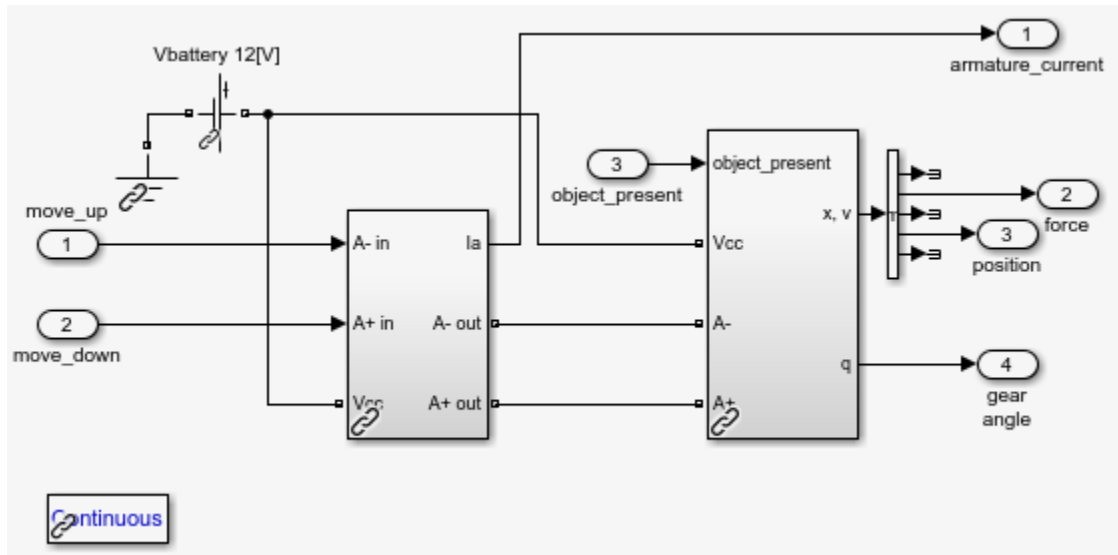 Vbattery 12[V]
1
armature_current
move_up
1
2
move_down
A- in
A+ in
Vcc
Ia
A- out
A+ out
3
object_present
object_present
Vcc
A-
A+
x, v
q
2
force
3
position
4
gear
angle
Continuous